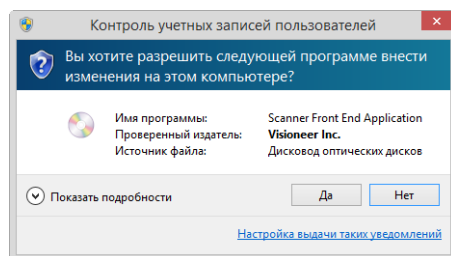 Контроль учетных записей пользователей
Вы хотите разрешить следующей программе внести
изменения на этом компьютере?
Имя программы: Scanner Front End Application
Проверенный издатель: Visioneer Inc.
Источник файла: Дисковод оптических дисков
Показать подробности Да Нет
Настройка выдачи таких уведомлений